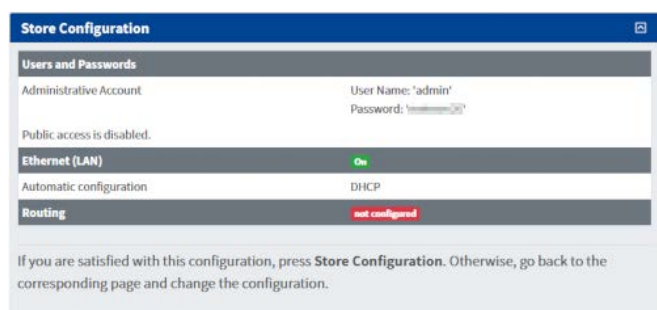 Store Configuration
Users and Passwords
Administrative Account User Name: 'admin'
Password: '
Public access is disabled.
Ethernet (LAN) On
Automatic configuration DHCP
Routing not configured
If you are satisfied with this configuration, press Store Configuration. Otherwise, go back to the
corresponding page and change the configuration.